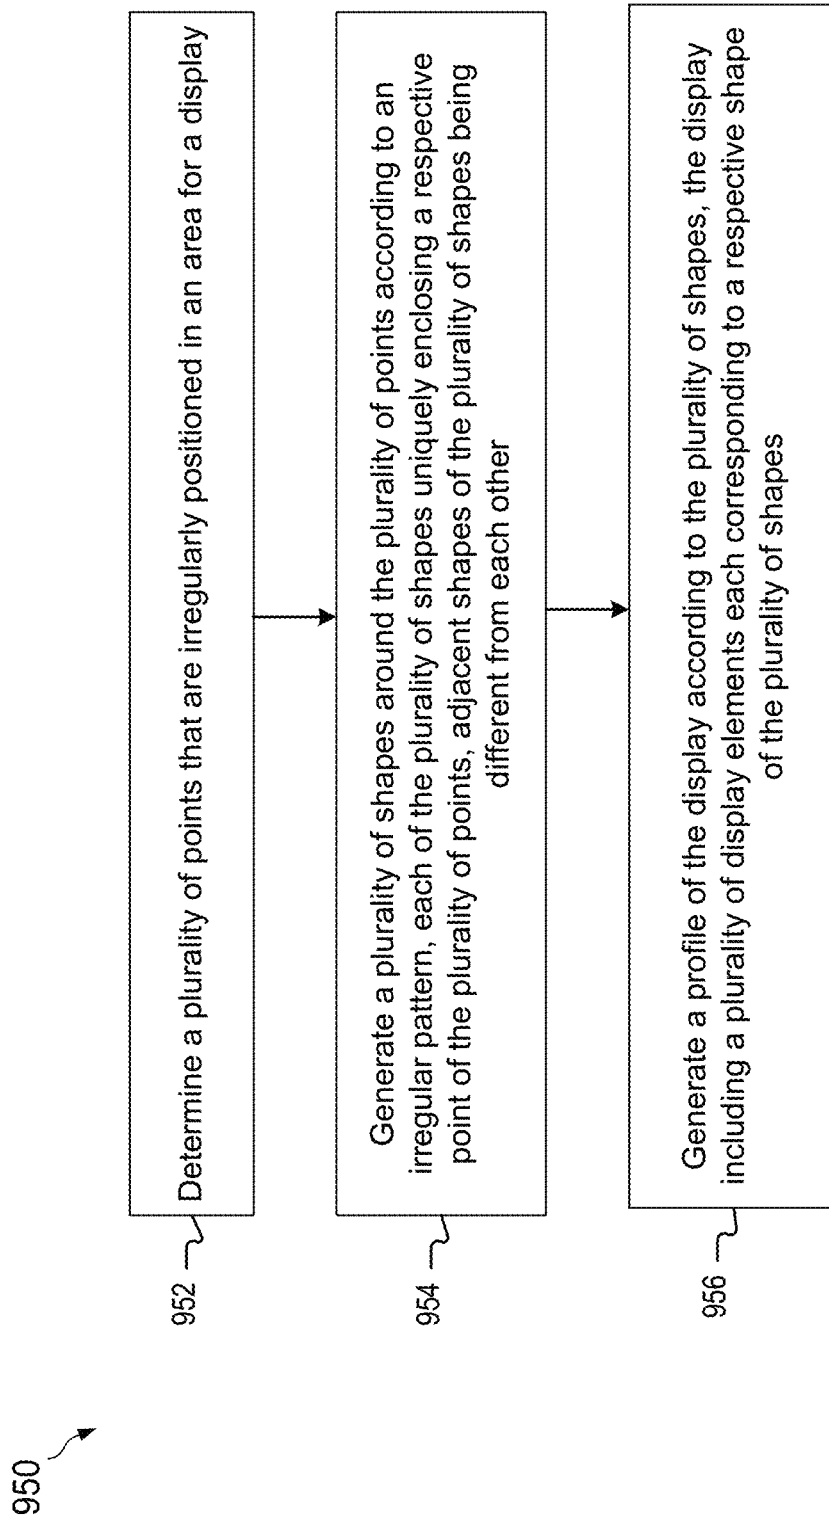 950
952
Determine a plurality of points that are irregularly positioned in an area for a display
954
Generate a plurality of shapes around the plurality of points according to an
irregular pattern, each of the plurality of shapes uniquely enclosing a respective
point of the plurality of points, adjacent shapes of the plurality of shapes being
different from each other
956
Generate a profile of the display according to the plurality of shapes, the display
including a plurality of display elements each corresponding to a respective shape
of the plurality of shapes